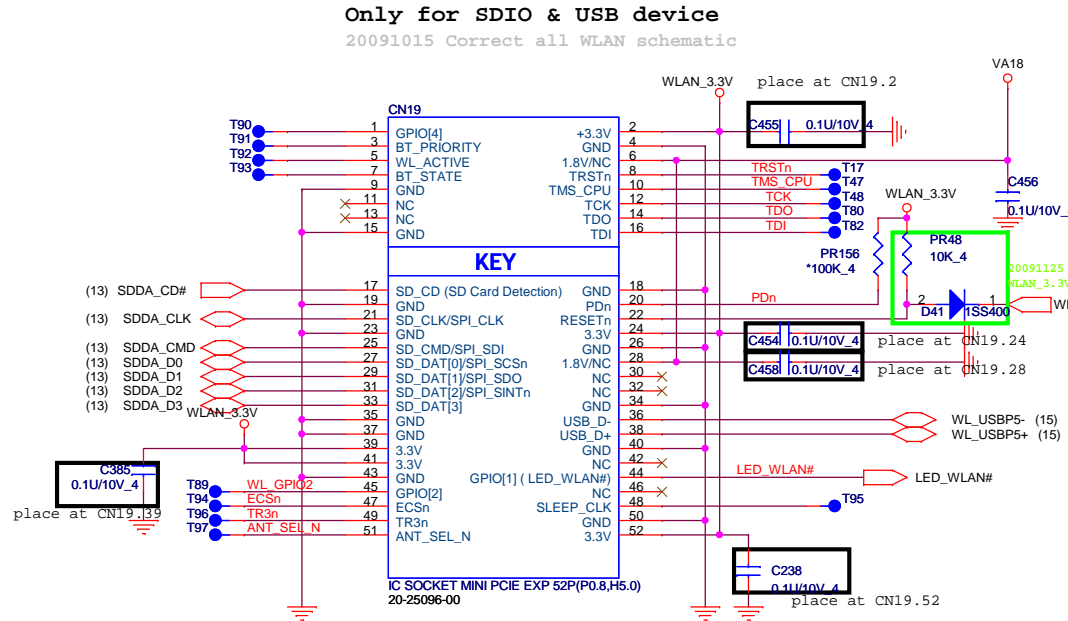 Only for SDIO & USB device
20091015 Correct all WLAN schematic
VA18
WLAN_3.3V
place at CN19.2
CN19
C455 0.1U/10V_4
T90
T91
T92
T93
1 GPIO[4]
3 BT_PRIORITY
5 WL_ACTIVE
7 BT_STATE
9 GND
11 NC
13 NC
15 GND
+3.3V 2
GND 4
1.8V/NC 6
TRSTn 8 TRSTn T17
TMS_CPU 10 TMS_CPU T47
TCK 12 TCK T48
TDO 14 TDO T80
TDI 16 TDI T82
C456
0.1U/10V_
WLAN_3.3V
PR156
*100K_4
PR48
10K_4
20091125
WLAN_3.3V
KEY
(13) SDDA_CD# 17 SD_CD (SD Card Detection)
19 GND
(13) SDDA_CLK 21 SD_CLK/SPI_CLK
23 GND
(13) SDDA_CMD 25 SD_CMD/SPI_SDI
(13) SDDA_D0 27 SD_DAT[0]/SPI_SCSn
(13) SDDA_D1 29 SD_DAT[1]/SPI_SDO
(13) SDDA_D2 31 SD_DAT[2]/SPI_SINTn
(13) SDDA_D3 33 SD_DAT[3]
WLAN_3.3V
35 GND
37 GND
39 3.3V
41 3.3V
43 GND
T89 WL_GPIO2 45 GPIO[2]
T94 ECSn 47 ECSn
T96 TR3n 49 TR3n
T97 ANT_SEL_N 51 ANT_SEL_N
C385
0.1U/10V_4
place at CN19.39
GND 18
PDn 20 PDn
RESETn 22
2 D41 1SS400 1
3.3V 24
C454 0.1U/10V_4 place at CN19.24
GND 26
1.8V/NC 28
C458 0.1U/10V_4 place at CN19.28
NC 30
NC 32
GND 34
USB_D- 36 WL_USBP5- (15)
USB_D+ 38 WL_USBP5+ (15)
GND 40
NC 42
GPIO[1] ( LED_WLAN#) 44 LED_WLAN# LED_WLAN#
NC 46
SLEEP_CLK 48 T95
GND 50
3.3V 52
C238
0.1U/10V_4
place at CN19.52
IC SOCKET MINI PCIE EXP 52P(P0.8,H5.0)
20-25096-00